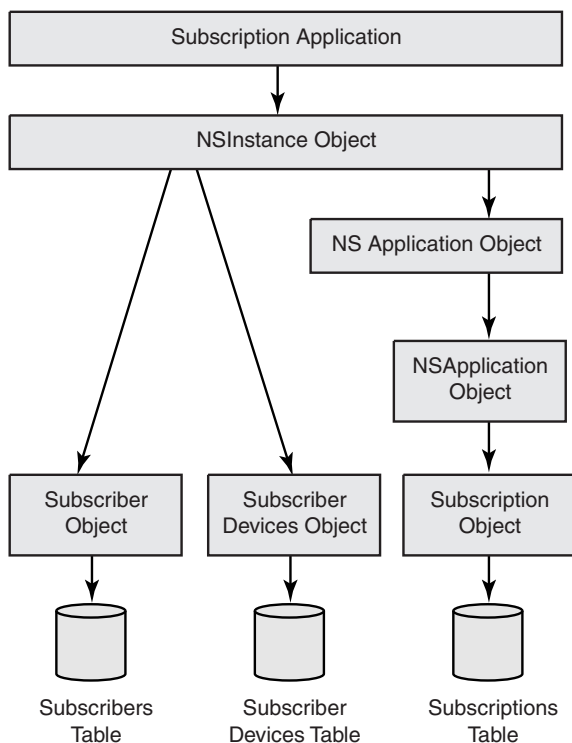 Subscription Application
NSInstance Object
NS Application Object
NSApplication
Object
Subscriber
Object
Subscriber
Devices Object
Subscription
Object
Subscribers
Table
Subscriber
Devices Table
Subscriptions
Table